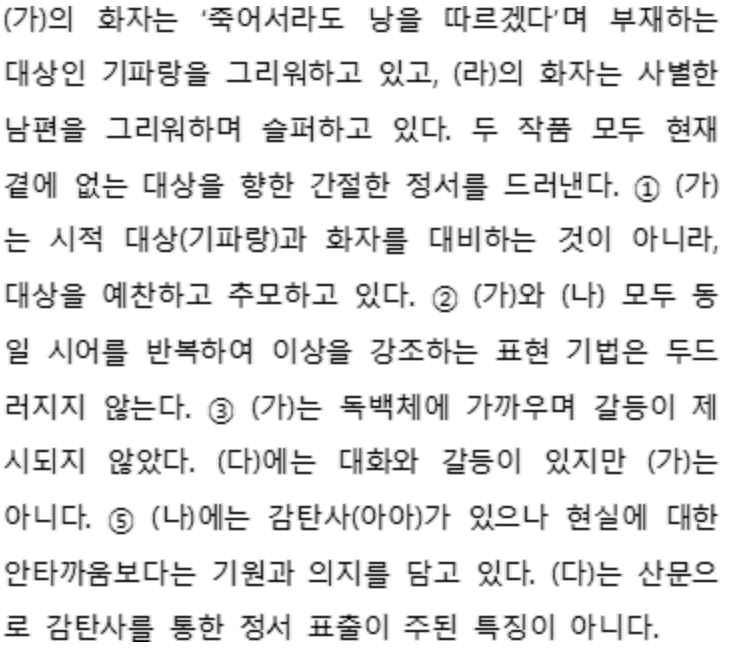 (가)의 화자는 '죽어서라도 낭을 따르겠다'며 부재하는
대상인 기파랑을 그리워하고 있고, (라)의 화자는 사별한
남편을 그리워하며 슬퍼하고 있다. 두 작품 모두 현재
곁에 없는 대상을 향한 간절한 정서를 드러낸다. ① (가)
는 시적 대상(기파랑)과 화자를 대비하는 것이 아니라,
대상을 예찬하고 추모하고 있다. ② (가)와 (나) 모두 동
일 시어를 반복하여 이상을 강조하는 표현 기법은 두드
러지지 않는다. ③ (가)는 독백체에 가까우며 갈등이 제
시되지 않았다. (다)에는 대화와 갈등이 있지만 (가)는
아니다. ⑤ (나)에는 감탄사(아아)가 있으나 현실에 대한
안타까움보다는 기원과 의지를 담고 있다. (다)는 산문으
로 감탄사를 통한 정서 표출이 주된 특징이 아니다.